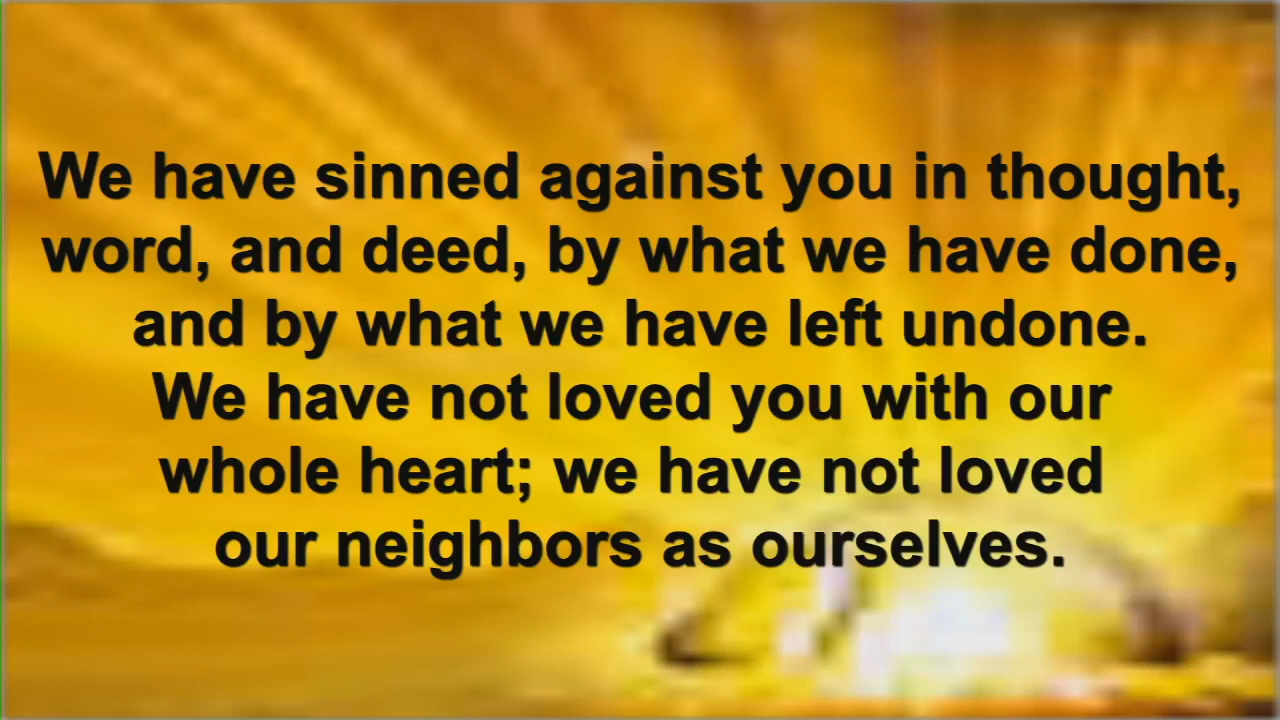 We have sinned against you in thought,
word, and deed, by what we have done,
and by what we have left undone.
We have not loved you with our
whole heart; we have not loved
our neighbors as ourselves.